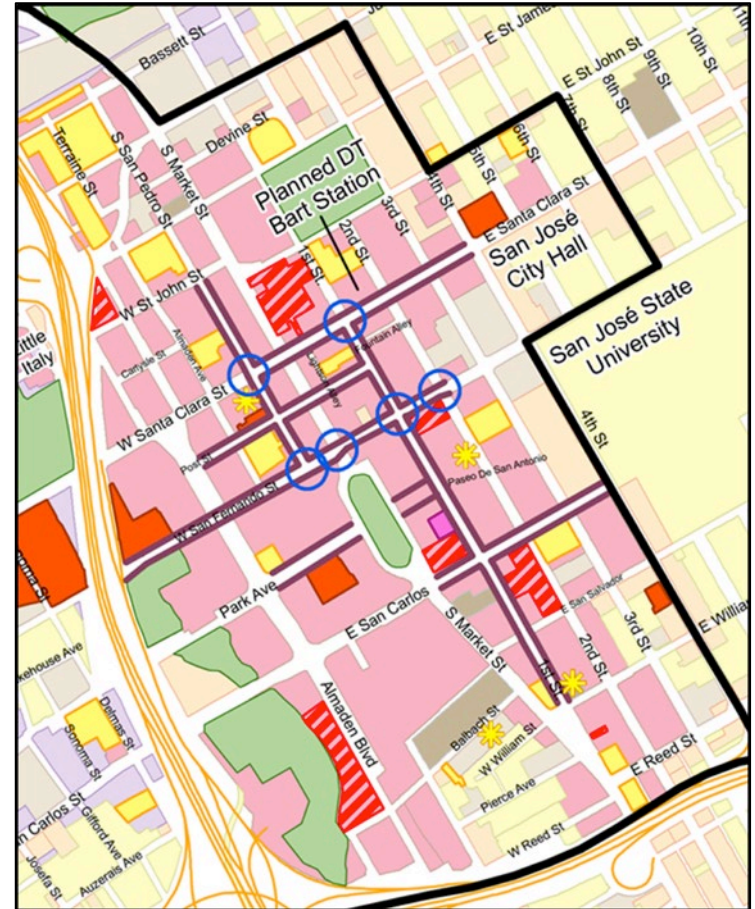 Bassett St
E St James
E St John St
10th St
9th St
8th St
7th St
6th St
5th St
4th St
Terraine St
S San Pedro St
S Market St
Devine St
Planned DT
Bart Station
3rd St
2nd St.
1st St.
E Santa Clara St
San José
City Hall
W St John St
San José State
University
Little
Italy
Carlysle St
Almaden Ave
Fountain Alley
Lightson Alley
W Santa Clara St
4th St
Post St
Paseo De San Antonio
W San Fernando St
Park Ave
E San Carlos
E San Salvador
S Market St
3rd St
2nd St.
1st St.
E William
Almaden Blvd
Delmas St
Sonoma St
Balbach St
W William St
E Reed St
Pierce Ave
W Reed St
Gifford Ave
Auzerais Ave
Josefa St